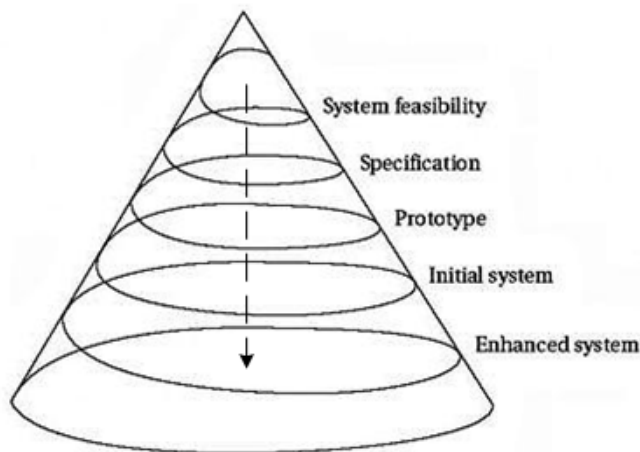 System feasibility
Specification
Prototype
Initial system
Enhanced system